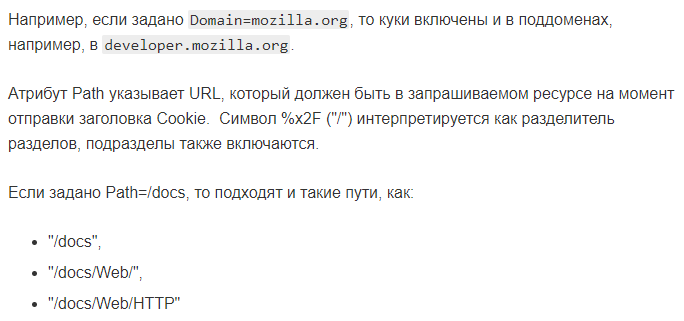 Например, если задано Domain=mozilla.org, то куки включены и в поддоменах,
например, в developer.mozilla.org.
Атрибут Path указывает URL, который должен быть в запрашиваемом ресурсе на момент
отправки заголовка Cookie.  Символ %x2F ("/") интерпретируется как разделитель
разделов, подразделы также включаются.
Если задано Path=/docs, то подходят и такие пути, как:
• "/docs",
• "/docs/Web/",
• "/docs/Web/HTTP"